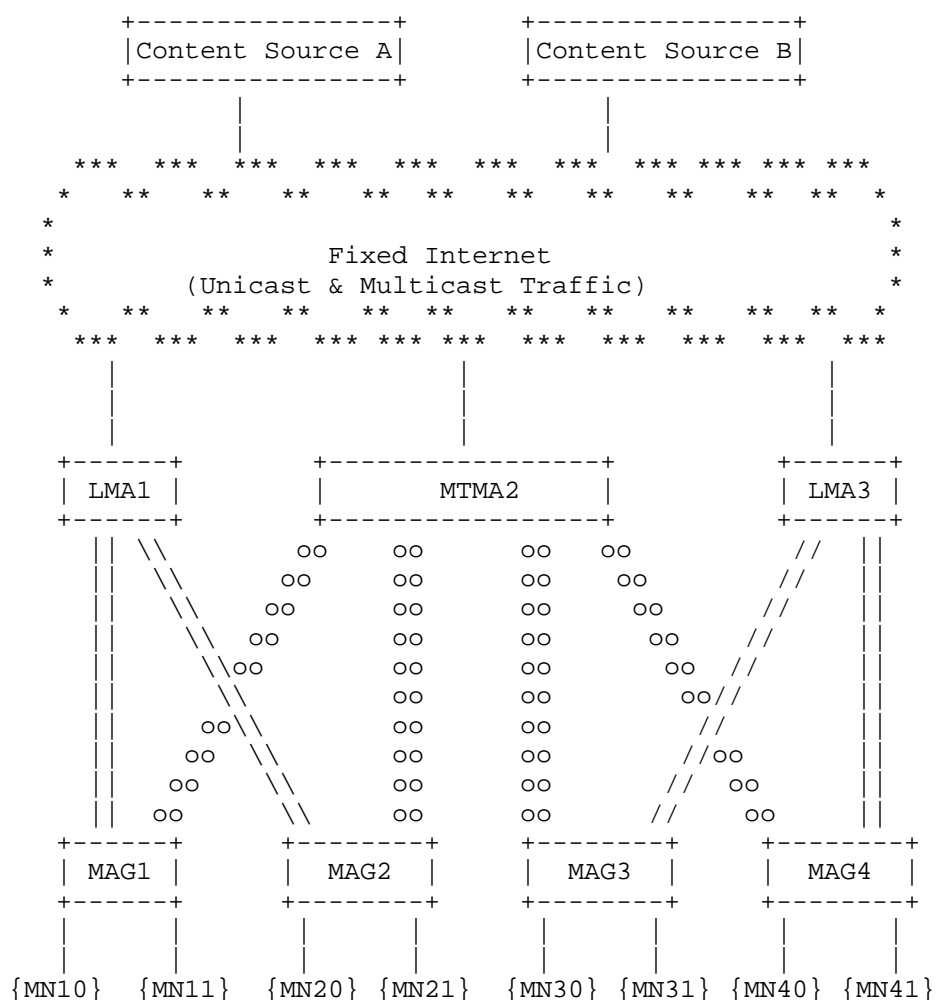 Content Source A Content Source B
Fixed Internet
(Unicast & Multicast Traffic)
LMA1 MTMA2 LMA3
MAG1 MAG2 MAG3 MAG4
{MN10} {MN11} {MN20} {MN21} {MN30} {MN31} {MN40} {MN41}